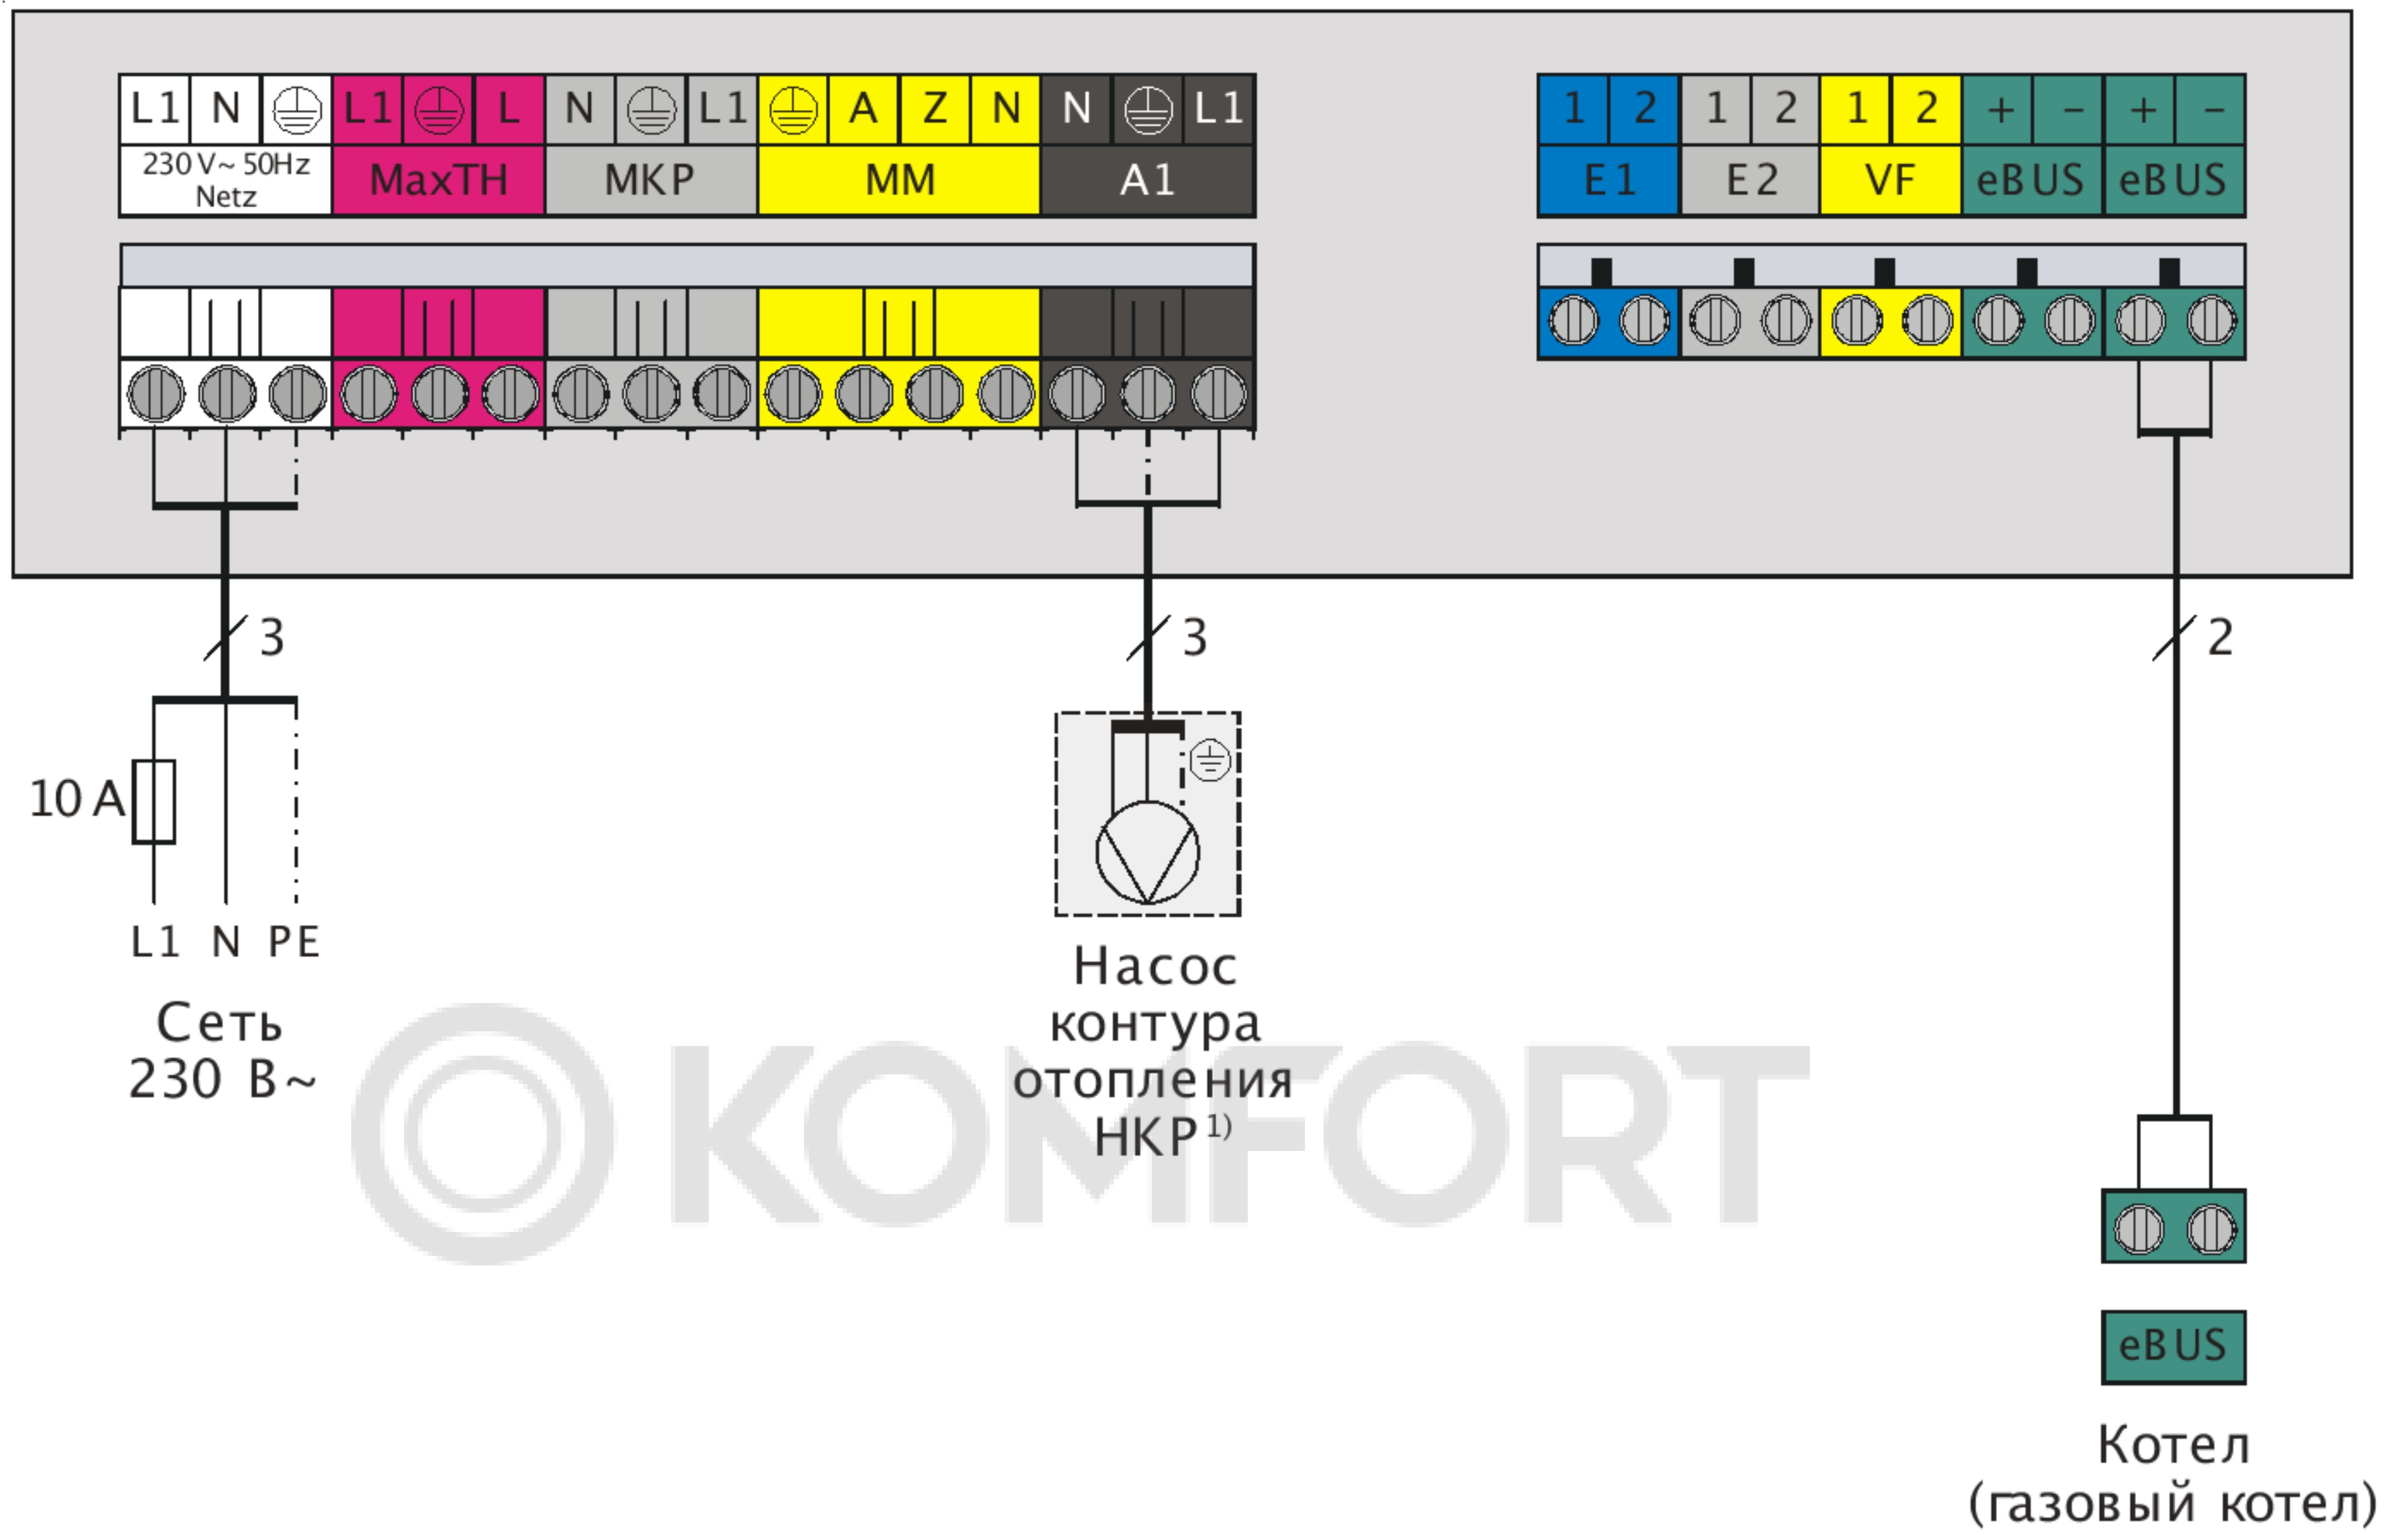 L1 N L1 L N L1 A Z N N L1
1 2 1 2 1 2 + − + −
230 V~ 50Hz
Netz
MaxTH MKP MM A1
E1 E2 VF eBUS eBUS
3
3
2
10 A
L1 N PE
Сеть
230 В~
Насос
контура
отопления
НКР 1)
KOMFORT
eBUS
Котел
(газовый котел)